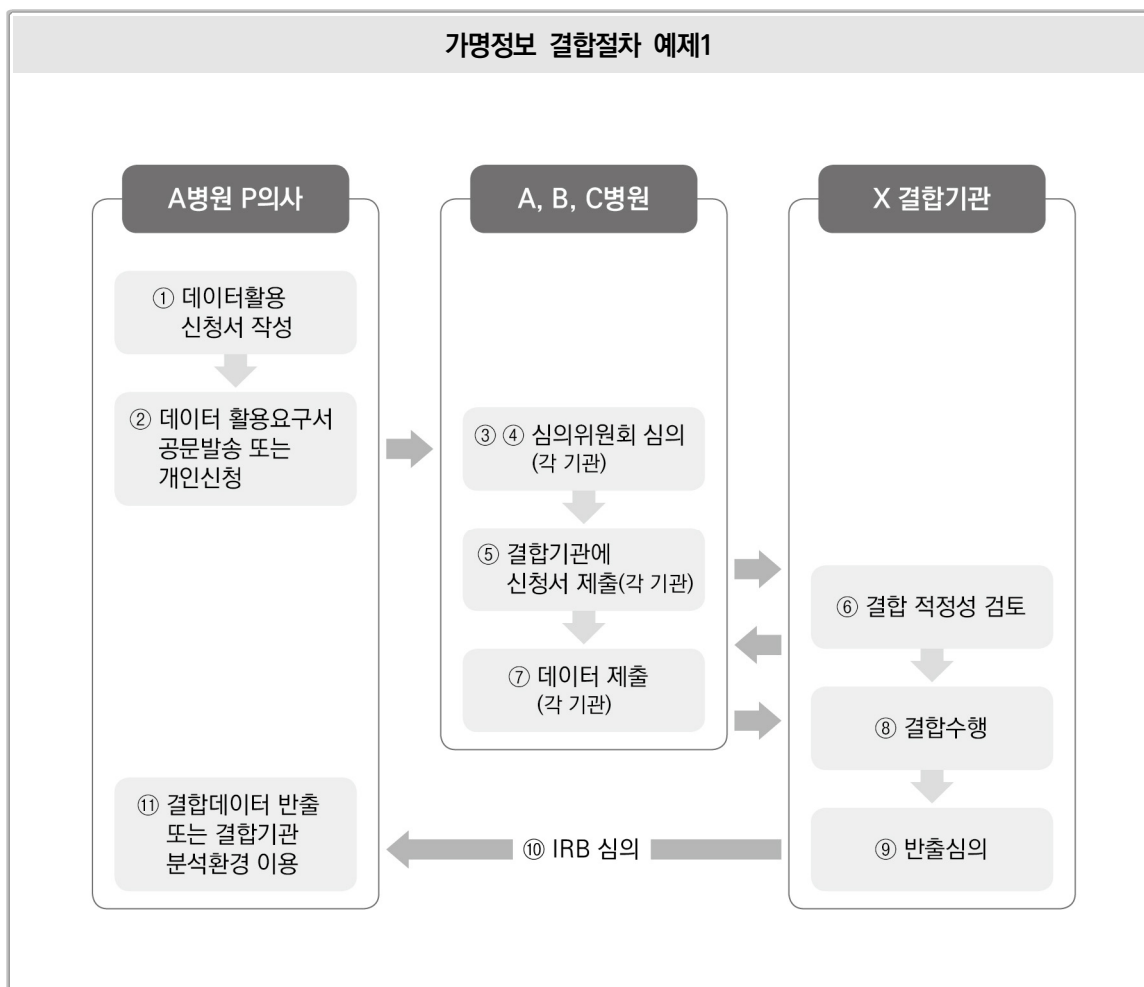 가명정보 결합절차 예제1
A병원 P의사
① 데이터활용
신청서 작성
② 데이터 활용요구서
공문발송 또는
개인신청
⑪ 결합데이터 반출
또는 결합기관
분석환경 이용
A, B, C병원
③ ④ 심의위원회 심의
(각 기관)
⑤ 결합기관에
신청서 제출(각 기관)
⑦ 데이터 제출
(각 기관)
⑩ IRB 심의
X 결합기관
⑥ 결합 적정성 검토
⑧ 결합수행
⑨ 반출심의